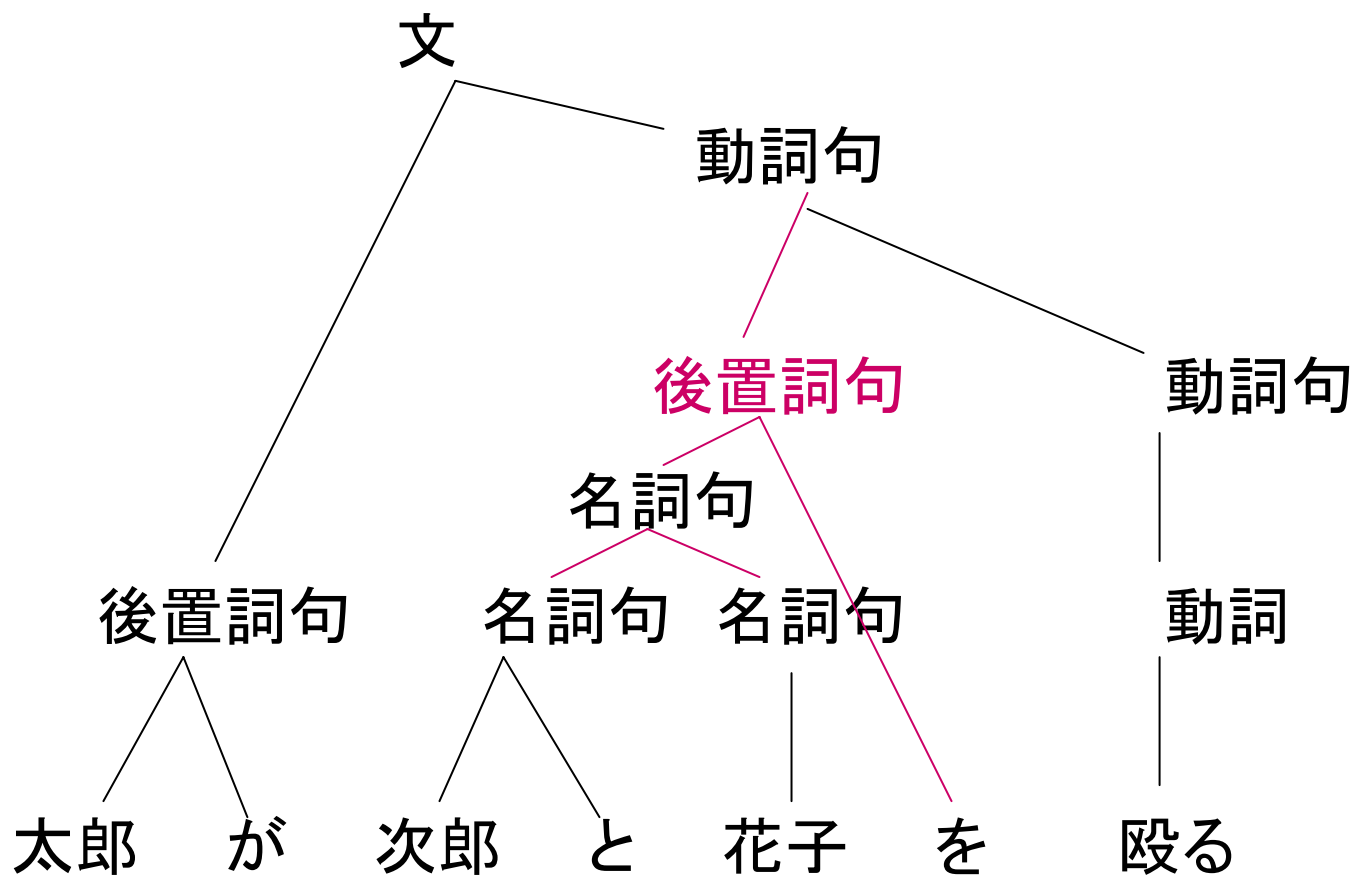 文
動詞句
後置詞句 動詞句
名詞句
後置詞句 名詞句 名詞句 動詞
太郎 が 次郎 と 花子 を 殴る